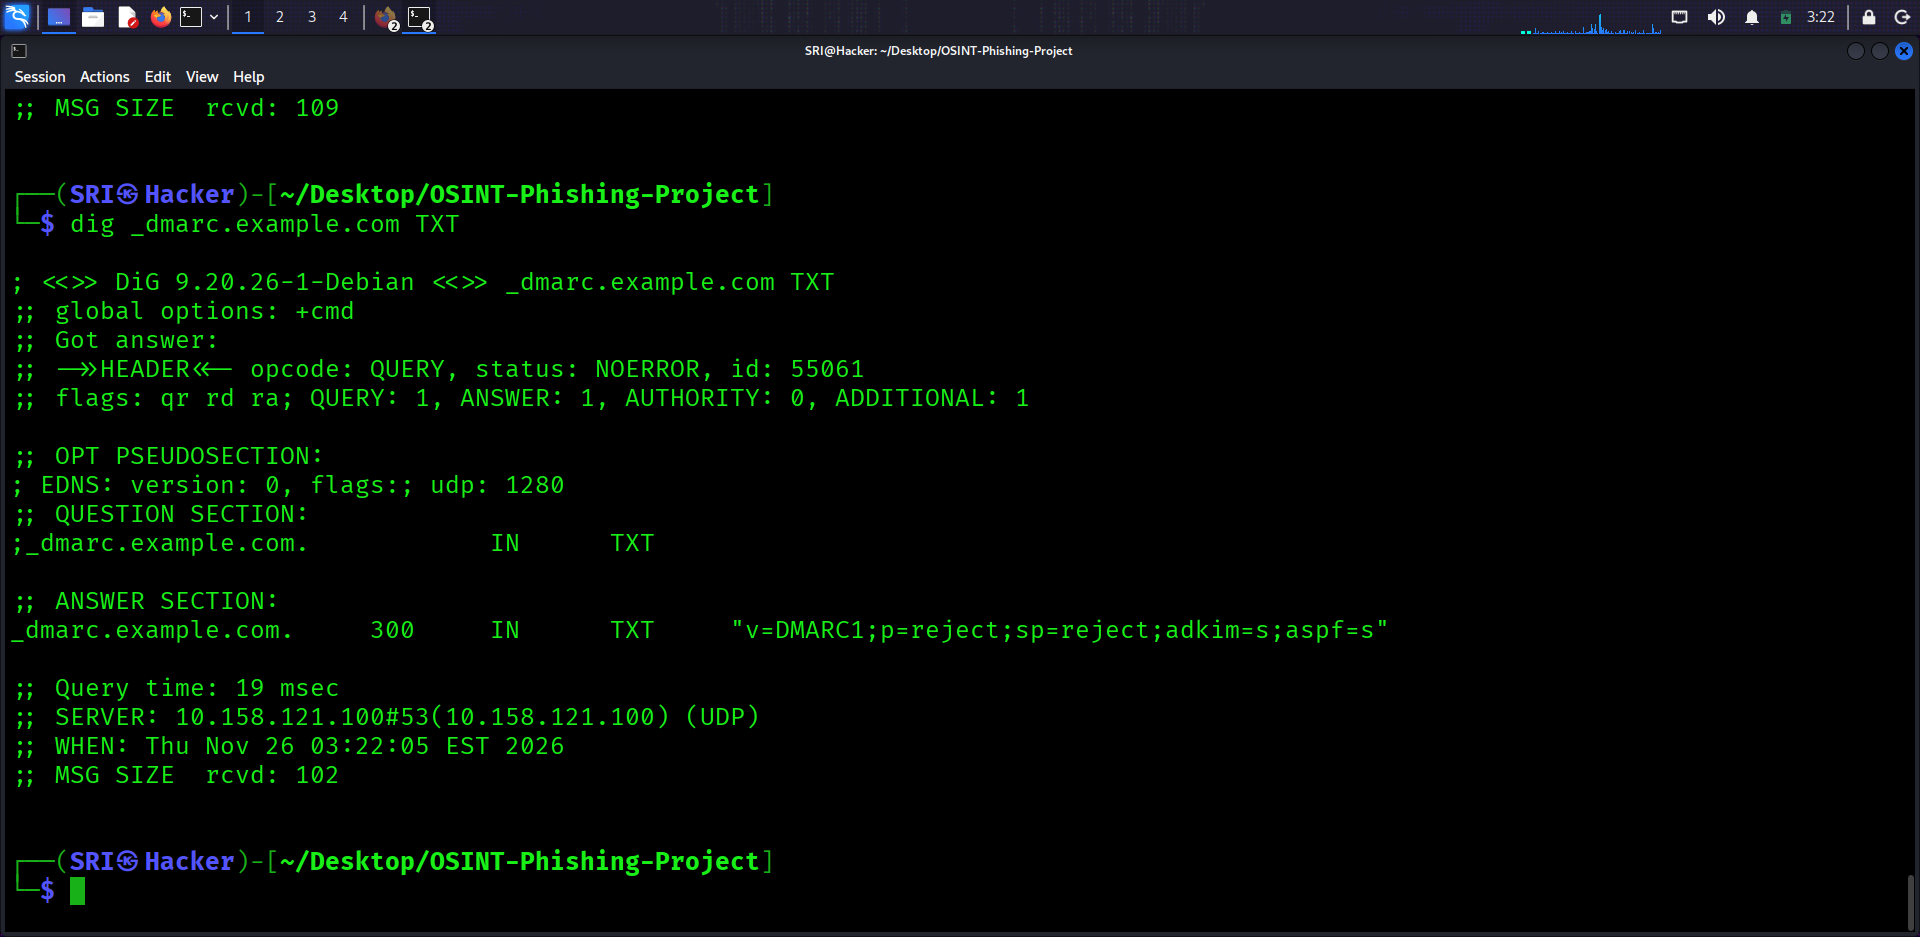 1 2 3 4 2 2 3:22
SRI@Hacker: ~/Desktop/OSINT-Phishing-Project
Session Actions Edit View Help
;; MSG SIZE  rcvd: 109
┌──(SRI㉿Hacker)-[~/Desktop/OSINT-Phishing-Project]
└─$ dig _dmarc.example.com TXT
; <<>> DiG 9.20.26-1-Debian <<>> _dmarc.example.com TXT
;; global options: +cmd
;; Got answer:
;; ->>HEADER<<- opcode: QUERY, status: NOERROR, id: 55061
;; flags: qr rd ra; QUERY: 1, ANSWER: 1, AUTHORITY: 0, ADDITIONAL: 1
;; OPT PSEUDOSECTION:
; EDNS: version: 0, flags:; udp: 1280
;; QUESTION SECTION:
;_dmarc.example.com.		IN	TXT
;; ANSWER SECTION:
_dmarc.example.com.	300	IN	TXT	"v=DMARC1;p=reject;sp=reject;adkim=s;aspf=s"
;; Query time: 19 msec
;; SERVER: 10.158.121.100#53(10.158.121.100) (UDP)
;; WHEN: Thu Nov 26 03:22:05 EST 2026
;; MSG SIZE  rcvd: 102
┌──(SRI㉿Hacker)-[~/Desktop/OSINT-Phishing-Project]
└─$